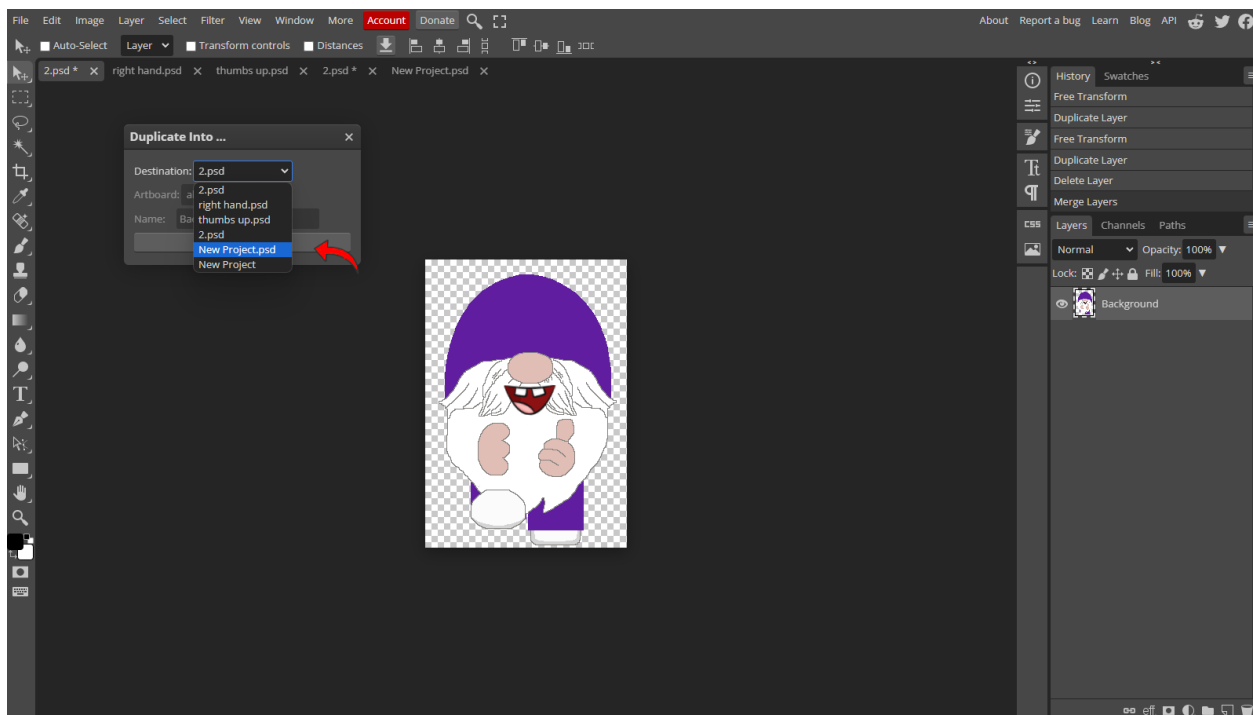 File Edit Image Layer Select Filter View Window More Account Donate About Report a bug Learn Blog API
Auto-Select Layer Transform controls Distances
2.psd * right hand.psd thumbs up.psd 2.psd * New Project.psd
History Swatches
Free Transform
Duplicate Layer
Free Transform
Duplicate Layer
Delete Layer
Merge Layers
Duplicate Into ...
Destination: 2.psd
2.psd
right hand.psd
thumbs up.psd
2.psd
New Project.psd
New Project
Artboard:
Name:
CSS
Layers Channels Paths
Normal Opacity: 100%
Lock: Fill: 100%
Background
eff